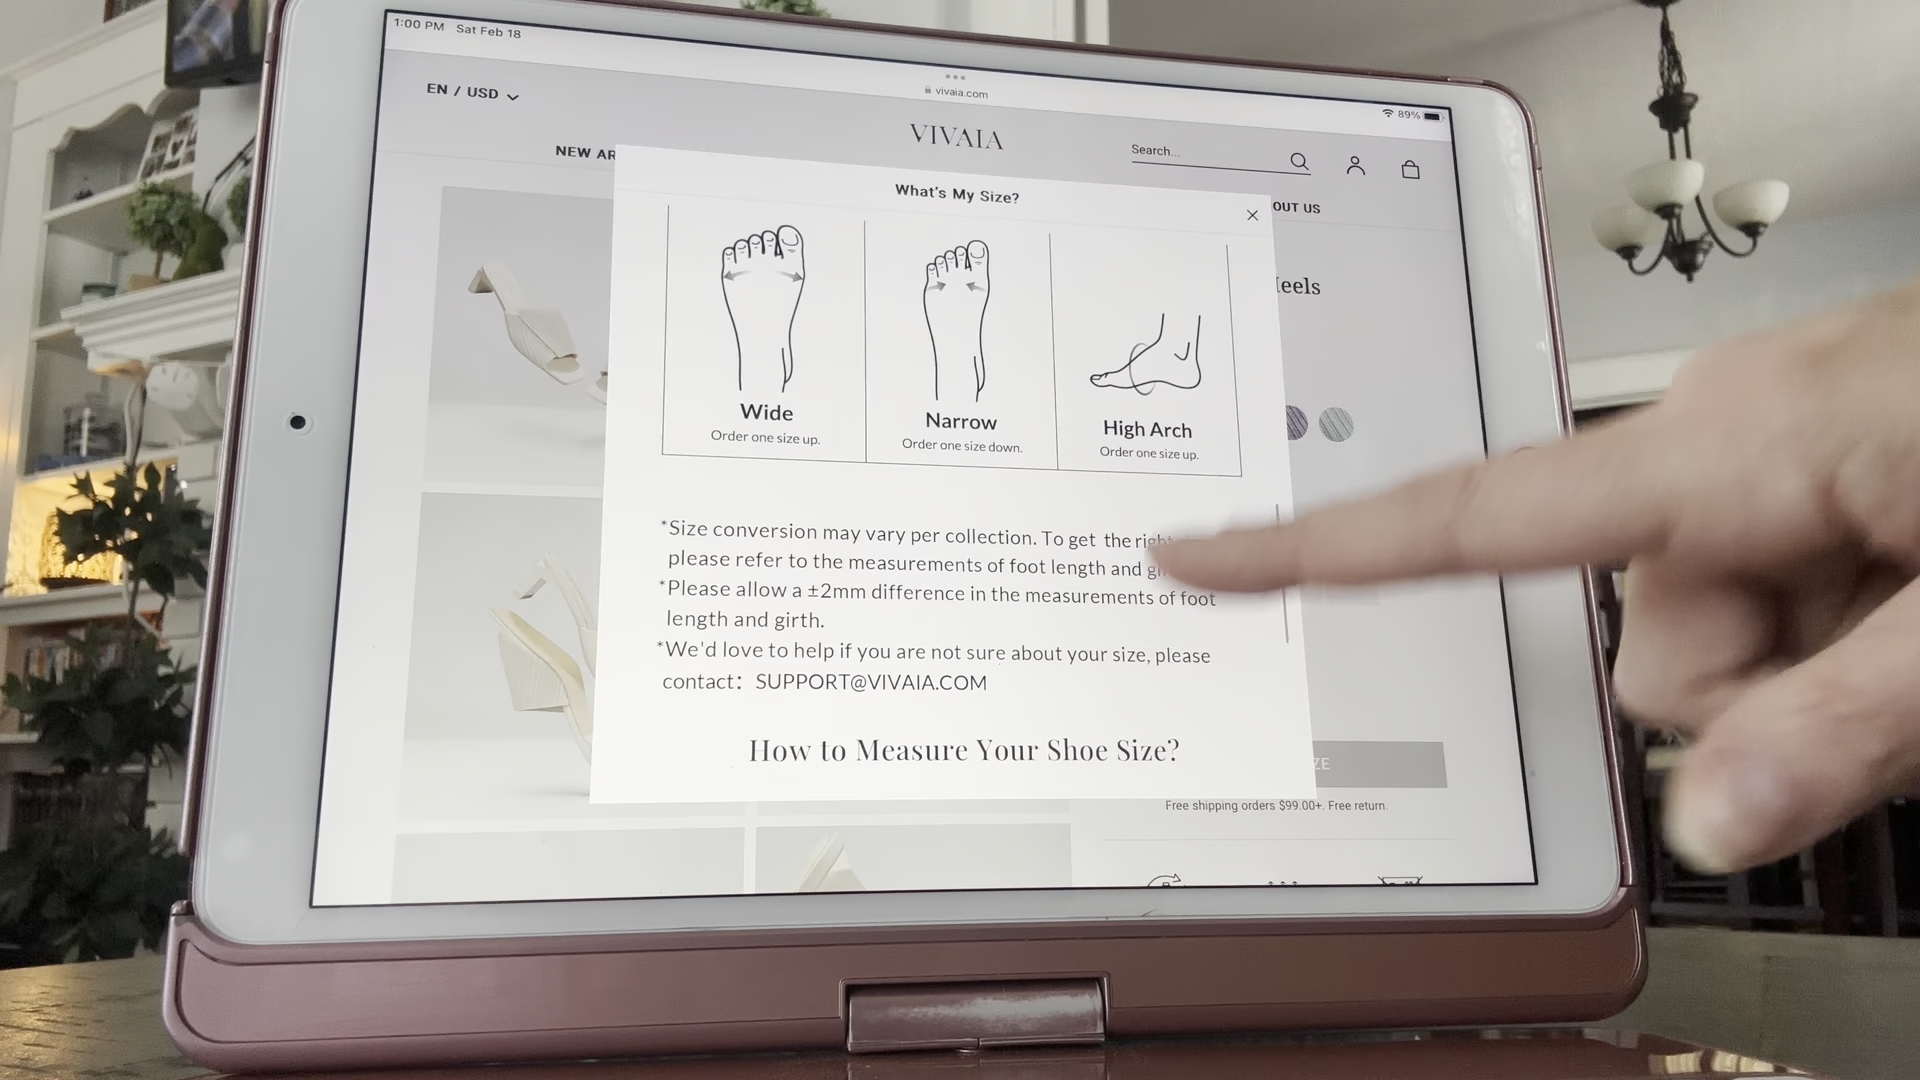 1:00 PM Sat Feb 18
vivaia.com
89%
EN / USD
VIVAIA
Search...
NEW AR
OUT US
What's My Size?
Wide
Order one size up.
Narrow
Order one size down.
High Arch
Order one size up.
*Size conversion may vary per collection. To get the
please refer to the measurements of foot length and
*Please allow a ±2mm difference in the measurements of foot
length and girth.
*We'd love to help if you are not sure about your size, please
contact: SUPPORT@VIVAIA.COM
How to Measure Your Shoe Size?
eels
ZE
Free shipping orders $99.00+. Free return.